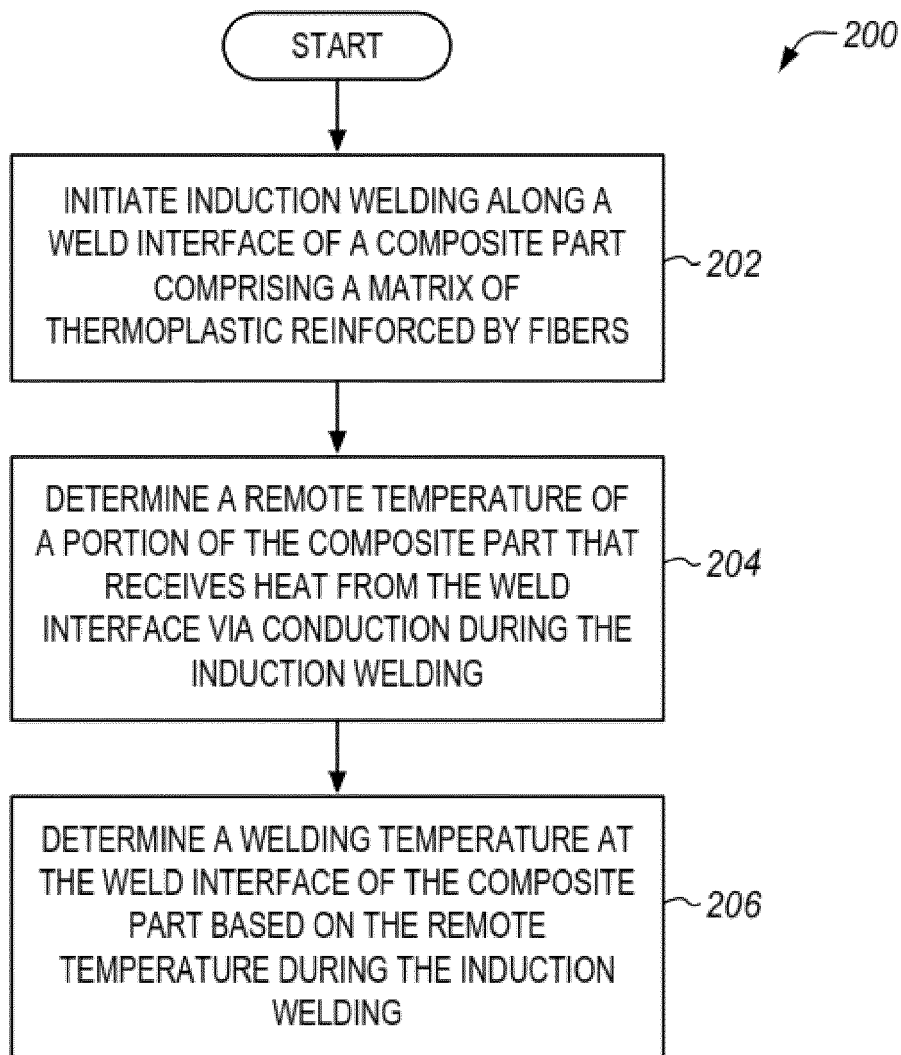 START
200
INITIATE INDUCTION WELDING ALONG A
WELD INTERFACE OF A COMPOSITE PART
COMPRISING A MATRIX OF
THERMOPLASTIC REINFORCED BY FIBERS
202
DETERMINE A REMOTE TEMPERATURE OF
A PORTION OF THE COMPOSITE PART THAT
RECEIVES HEAT FROM THE WELD
INTERFACE VIA CONDUCTION DURING THE
INDUCTION WELDING
204
DETERMINE A WELDING TEMPERATURE AT
THE WELD INTERFACE OF THE COMPOSITE
PART BASED ON THE REMOTE
TEMPERATURE DURING THE INDUCTION
WELDING
206